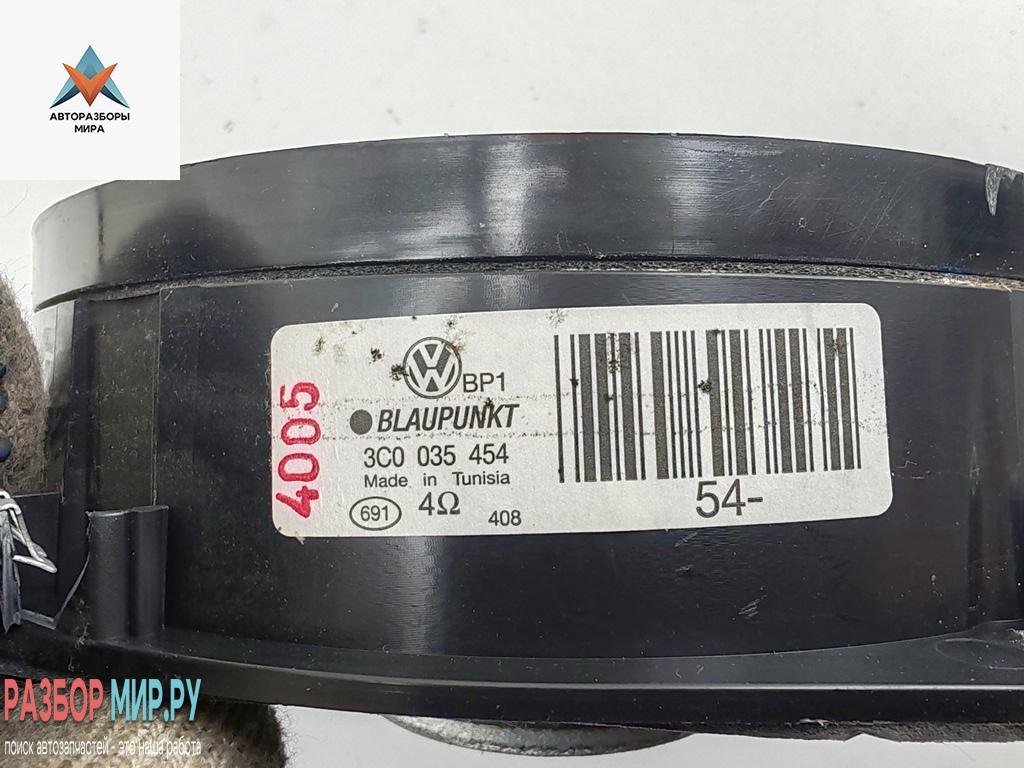 АВТОРАЗБОРЫ
МИРА
4005
VW
BP1
BLAUPUNKT
3C0 035 454
Made in Tunisia
691
4Ω
408
54-
РАЗБОР МИР.РУ
поиск автозапчастей - это наша работа